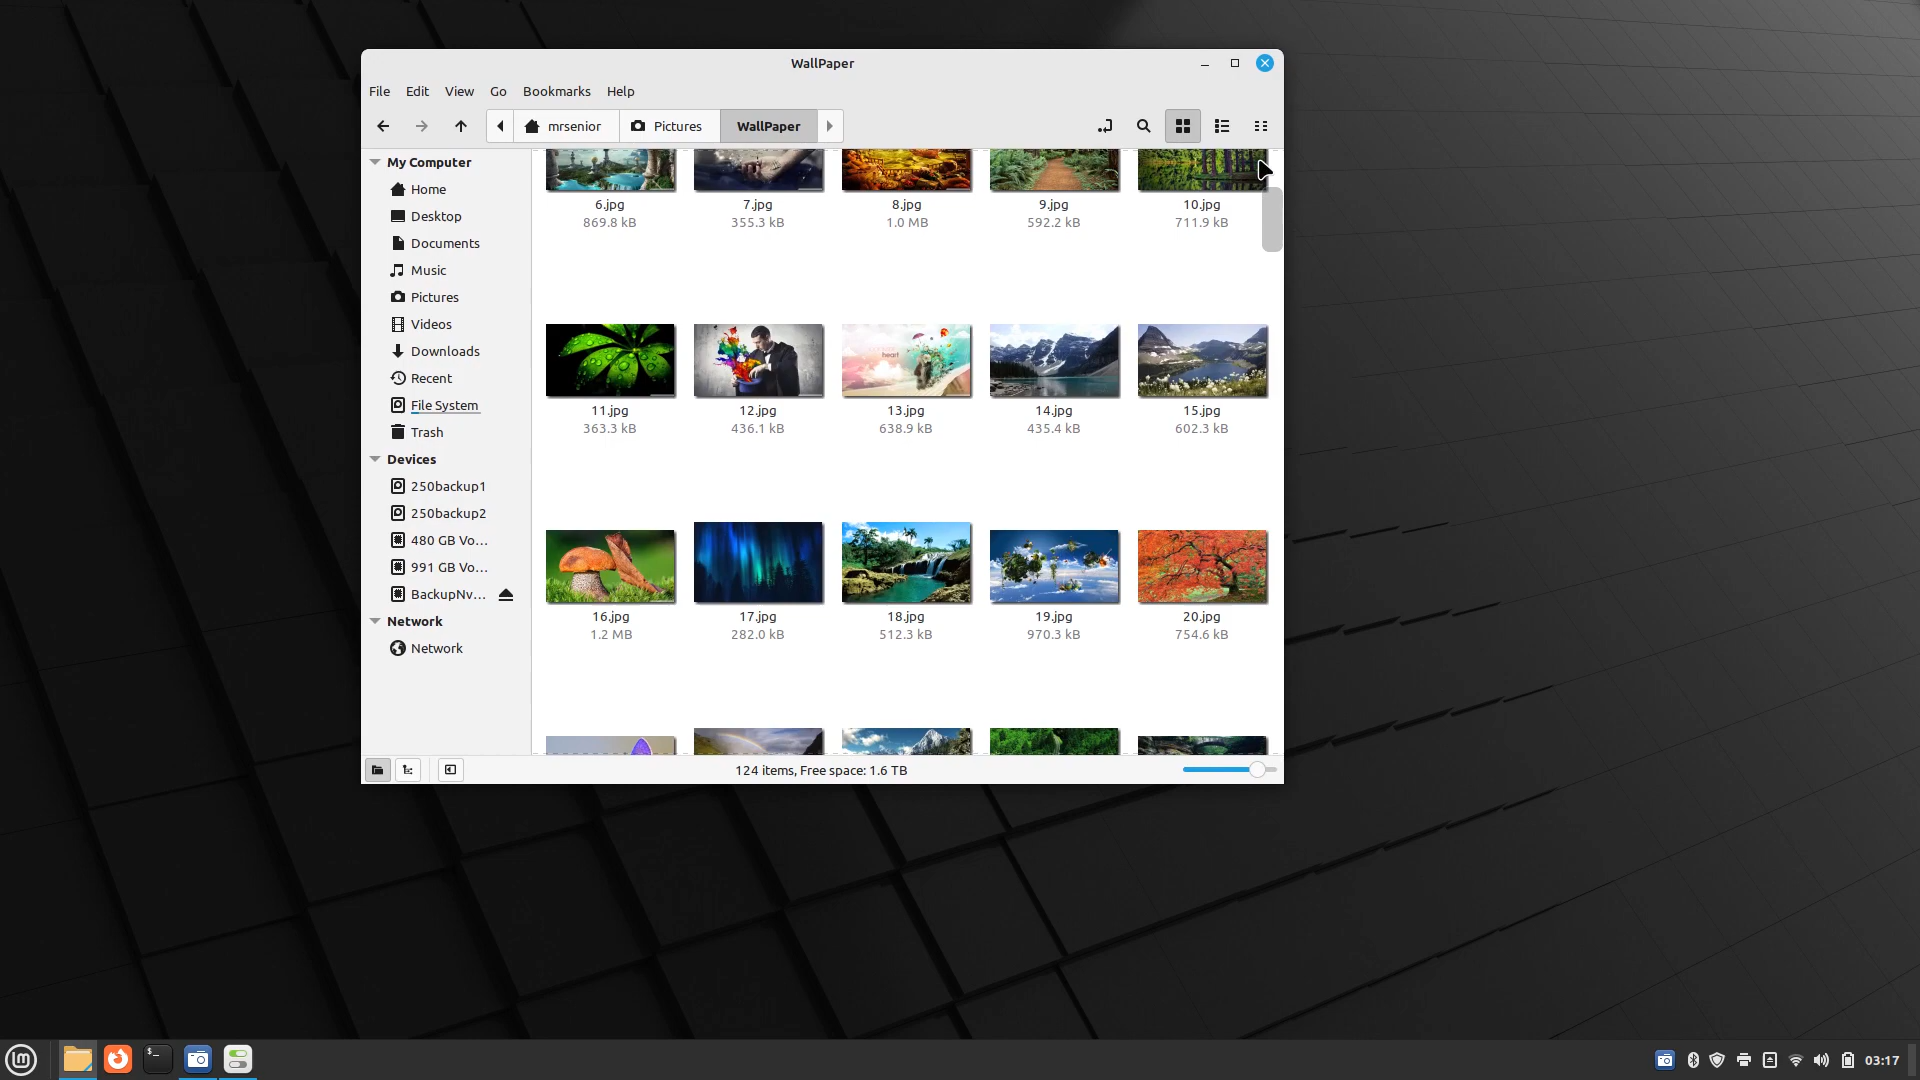 WallPaper
File Edit View Go Bookmarks Help
mrsenior Pictures WallPaper
My Computer
Home
Desktop
Documents
Music
Pictures
Videos
Downloads
Recent
File System
Trash
Devices
250backup1
250backup2
480 GB Vo...
991 GB Vo...
BackupNv...
Network
Network
6.jpg 7.jpg 8.jpg 9.jpg 10.jpg
869.8 kB 355.3 kB 1.0 MB 592.2 kB 711.9 kB
heart
11.jpg 12.jpg 13.jpg 14.jpg 15.jpg
363.3 kB 436.1 kB 638.9 kB 435.4 kB 602.3 kB
16.jpg 17.jpg 18.jpg 19.jpg 20.jpg
1.2 MB 282.0 kB 512.3 kB 970.3 kB 754.6 kB
124 items, Free space: 1.6 TB
03:17